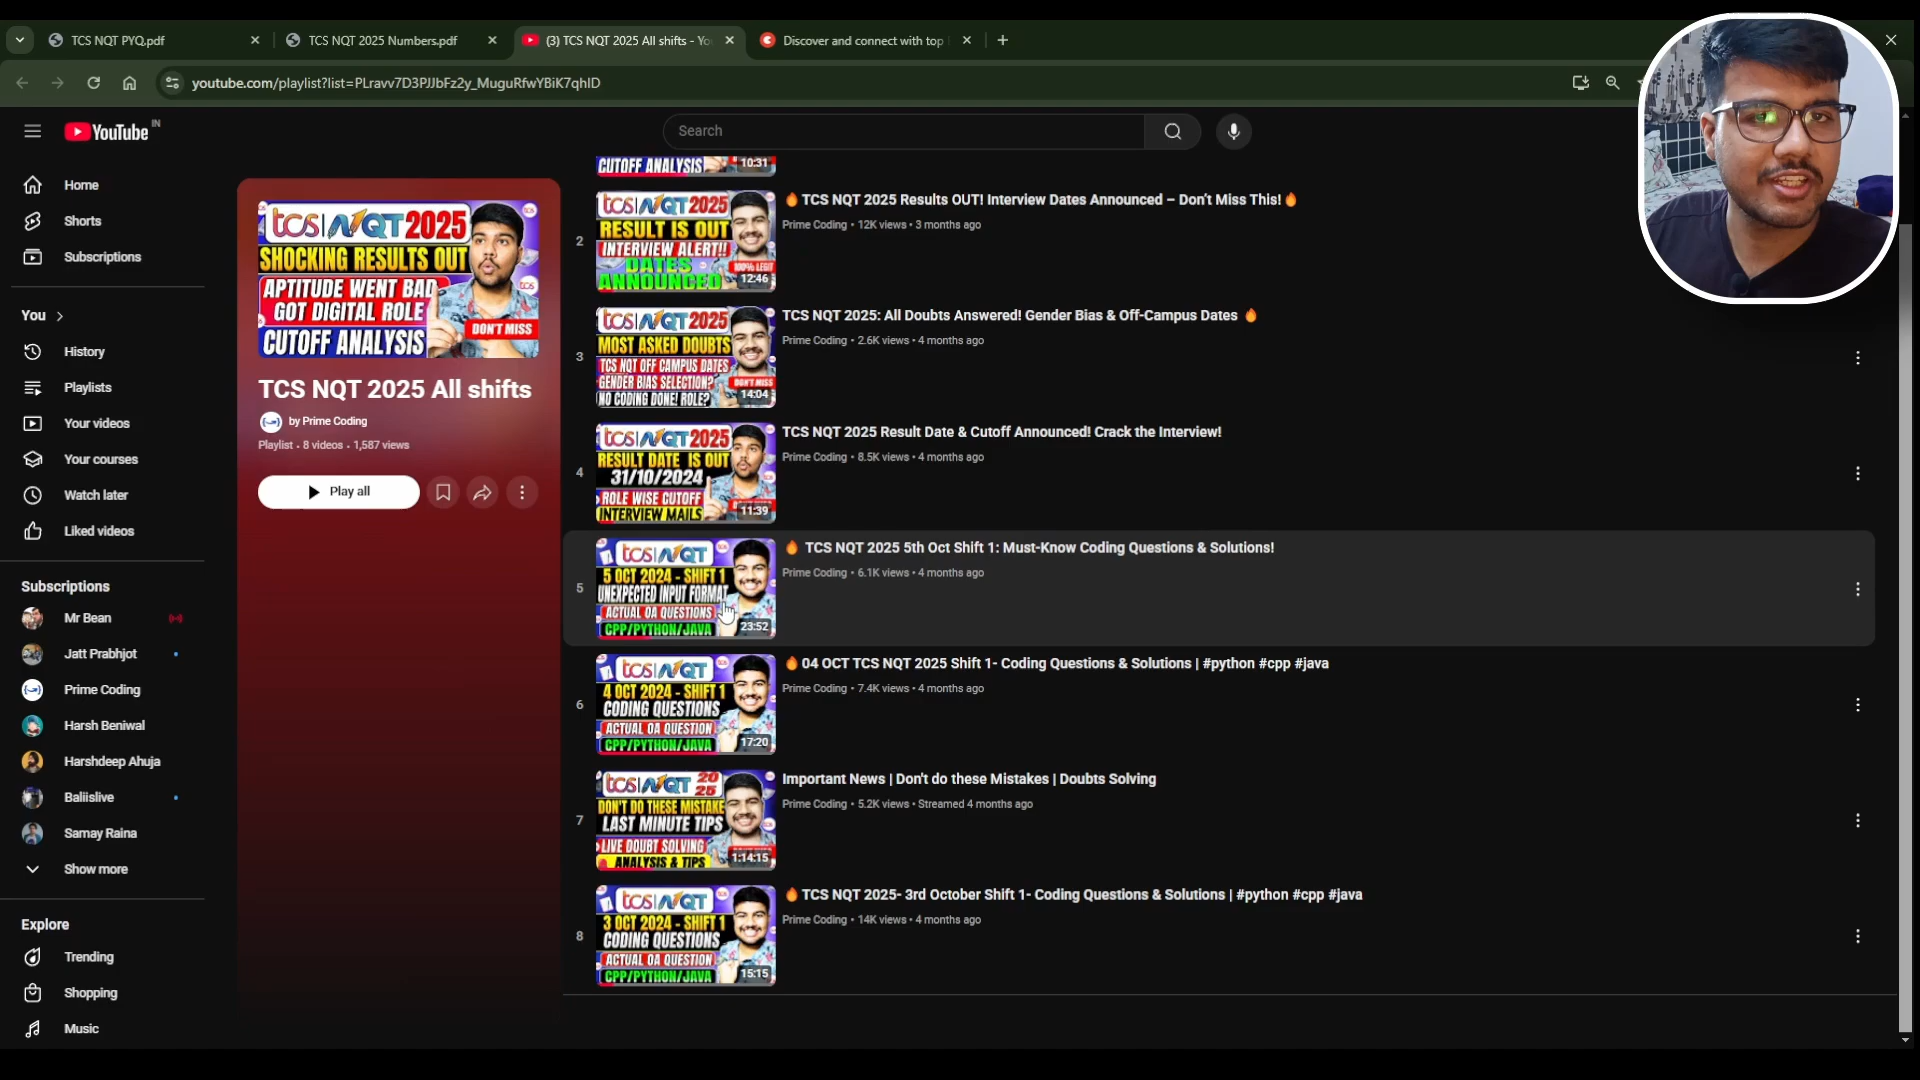 TCS NQT PYQ.pdf
TCS NQT 2025 Numbers.pdf
(3) TCS NQT 2025 All shifts - Yo
Discover and connect with top
youtube.com/playlist?list=PLravv7D3PJJbFz2y_MuguRfwYBiK7qhID
YouTube IN
Search
Home
Shorts
Subscriptions
You
History
Playlists
Your videos
Your courses
Watch later
Liked videos
Subscriptions
Mr Bean
Jatt Prabhjot
Prime Coding
Harsh Beniwal
Harshdeep Ahuja
Baliislive
Samay Raina
Show more
Explore
Trending
Shopping
Music
tcs NQT 2025
SHOCKING RESULTS OUT
APTITUDE WENT BAD
GOT DIGITAL ROLE
DON'T MISS
CUTOFF ANALYSIS
TCS NQT 2025 All shifts
by Prime Coding
Playlist • 8 videos • 1,587 views
Play all
CUTOFF ANALYSIS
10:31
2
tcs NQT 2025
RESULT IS OUT
INTERVIEW ALERT!!
DATES
100% LEGIT
ANNOUNCED
12:46
🔥TCS NQT 2025 Results OUT! Interview Dates Announced – Don't Miss This!🔥
Prime Coding • 12K views • 3 months ago
3
tcs NQT 2025
MOST ASKED DOUBTS
TCS NQT OFF CAMPUS DATES
GENDER BIAS SELECTION?
DON'T MISS
NO CODING DONE! ROLE?
14:04
TCS NQT 2025: All Doubts Answered! Gender Bias & Off-Campus Dates 🔥
Prime Coding • 2.6K views • 4 months ago
4
tcs NQT 2025
RESULT DATE IS OUT
31/10/2024
ROLE WISE CUTOFF
INTERVIEW MAILS
11:39
TCS NQT 2025 Result Date & Cutoff Announced! Crack the Interview!
Prime Coding • 8.5K views • 4 months ago
5
tcs NQT
5 OCT 2024 - SHIFT 1
UNEXPECTED INPUT FORMAT
ACTUAL OA QUESTIONS
CPP/PYTHON/JAVA
23:52
🔥 TCS NQT 2025 5th Oct Shift 1: Must-Know Coding Questions & Solutions!
Prime Coding • 6.1K views • 4 months ago
6
tcs NQT
4 OCT 2024 - SHIFT 1
CODING QUESTIONS
ACTUAL OA QUESTION
CPP/PYTHON/JAVA
17:20
🔥04 OCT TCS NQT 2025 Shift 1- Coding Questions & Solutions | #python #cpp #java
Prime Coding • 7.4K views • 4 months ago
7
tcs NQT 2025
DON'T DO THESE MISTAKE
LAST MINUTE TIPS
LIVE DOUBT SOLVING
ANALYSIS & TIPS
1:14:15
Important News | Don't do these Mistakes | Doubts Solving
Prime Coding • 5.2K views • Streamed 4 months ago
8
tcs NQT
3 OCT 2024 - SHIFT 1
CODING QUESTIONS
ACTUAL OA QUESTION
CPP/PYTHON/JAVA
15:15
🔥TCS NQT 2025- 3rd October Shift 1- Coding Questions & Solutions | #python #cpp #java
Prime Coding • 14K views • 4 months ago